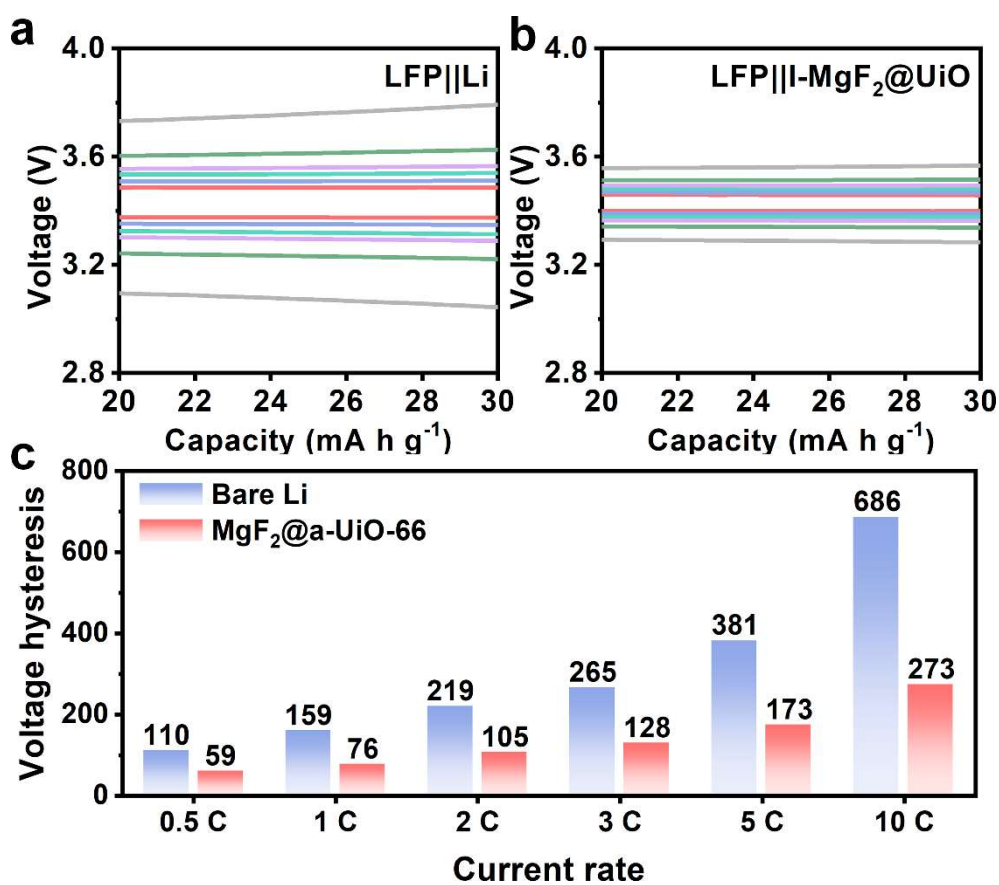 a
LFP||Li
Voltage (V)
4.0
3.6
3.2
2.8
20 22 24 26 28 30
Capacity (mA h g⁻¹)
b
LFP||I-MgF₂@UiO
Voltage (V)
4.0
3.6
3.2
2.8
20 22 24 26 28 30
Capacity (mA h g⁻¹)
c
Voltage hysteresis
800
600
400
200
0
Bare Li
MgF₂@a-UiO-66
110 59 159 76 219 105 265 128 381 173 686 273
0.5 C 1 C 2 C 3 C 5 C 10 C
Current rate